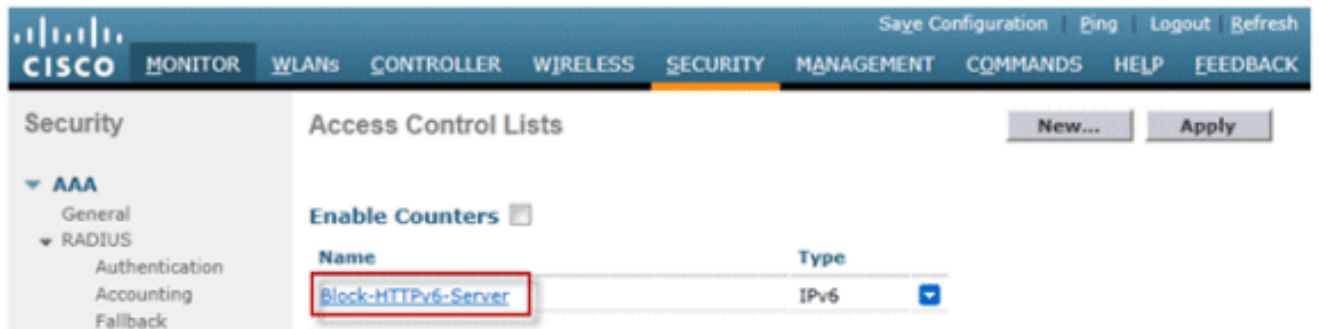 Save Configuration | Ping | Logout | Refresh
CISCO MONITOR WLANs CONTROLLER WIRELESS SECURITY MANAGEMENT COMMANDS HELP FEEDBACK
Security
Access Control Lists
New...
Apply
AAA
General
RADIUS
Authentication
Accounting
Fallback
Enable Counters
Name Type
Block-HTTPv6-Server IPv6